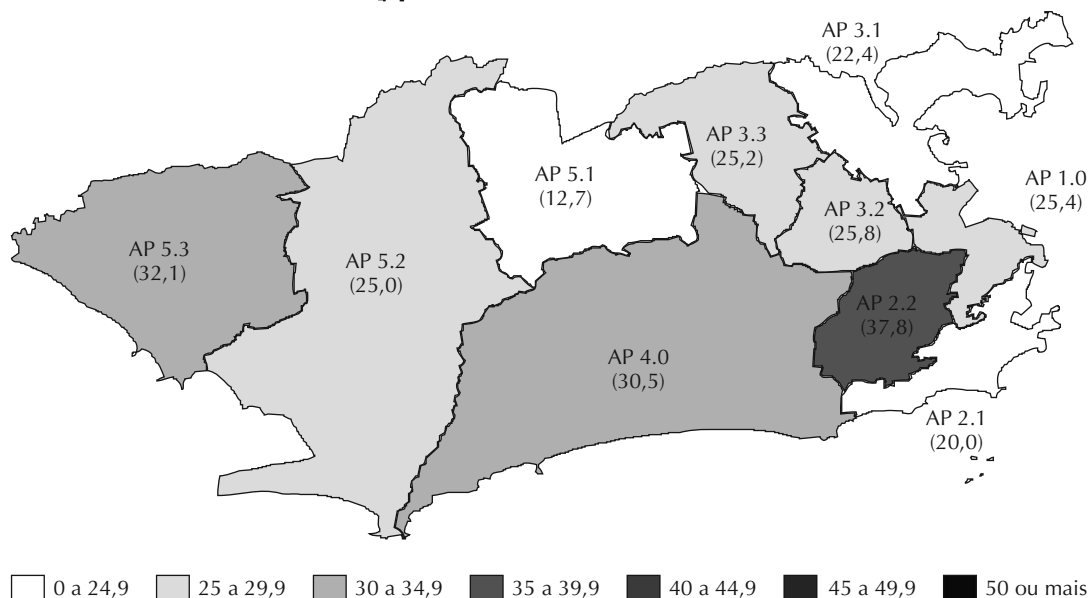 AP 3.1
(22,4)
AP 3.3
(25,2)
AP 5.1
(12,7)
AP 1.0
(25,4)
AP 3.2
(25,8)
AP 5.3
(32,1)
AP 5.2
(25,0)
AP 2.2
(37,8)
AP 4.0
(30,5)
AP 2.1
(20,0)
0 a 24,9 25 a 29,9 30 a 34,9 35 a 39,9 40 a 44,9 45 a 49,9 50 ou mais